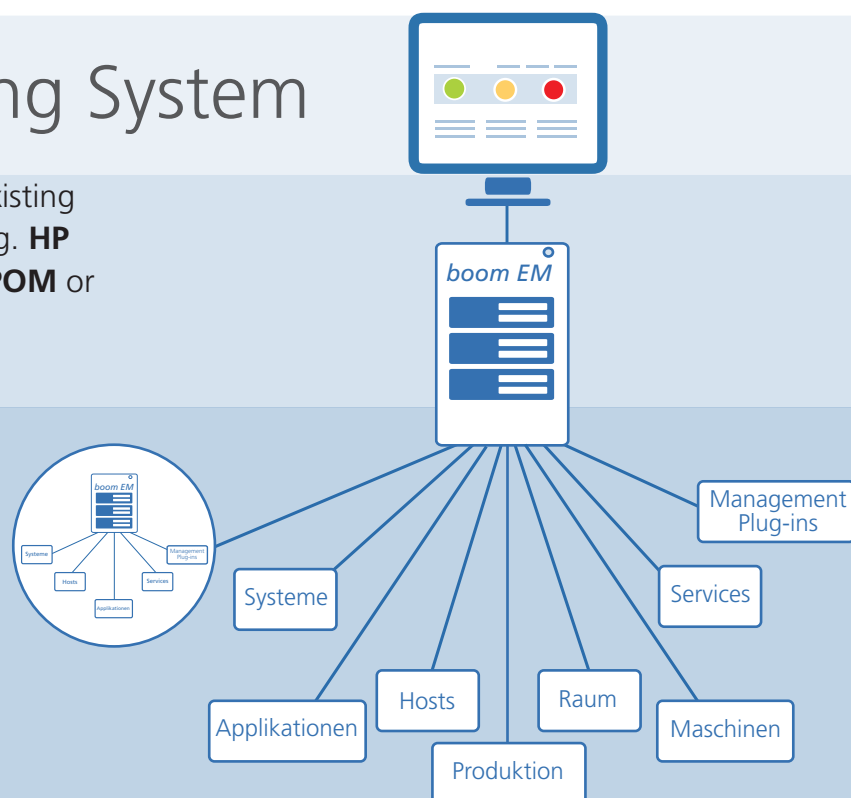 ng System
xisting
g. HP
POM or
boom EM
boom EM
Systeme
Management
Plug-ins
Hosts
Services
Applikationen
Management
Plug-ins
Systeme
Services
Hosts
Raum
Applikationen
Maschinen
Produktion